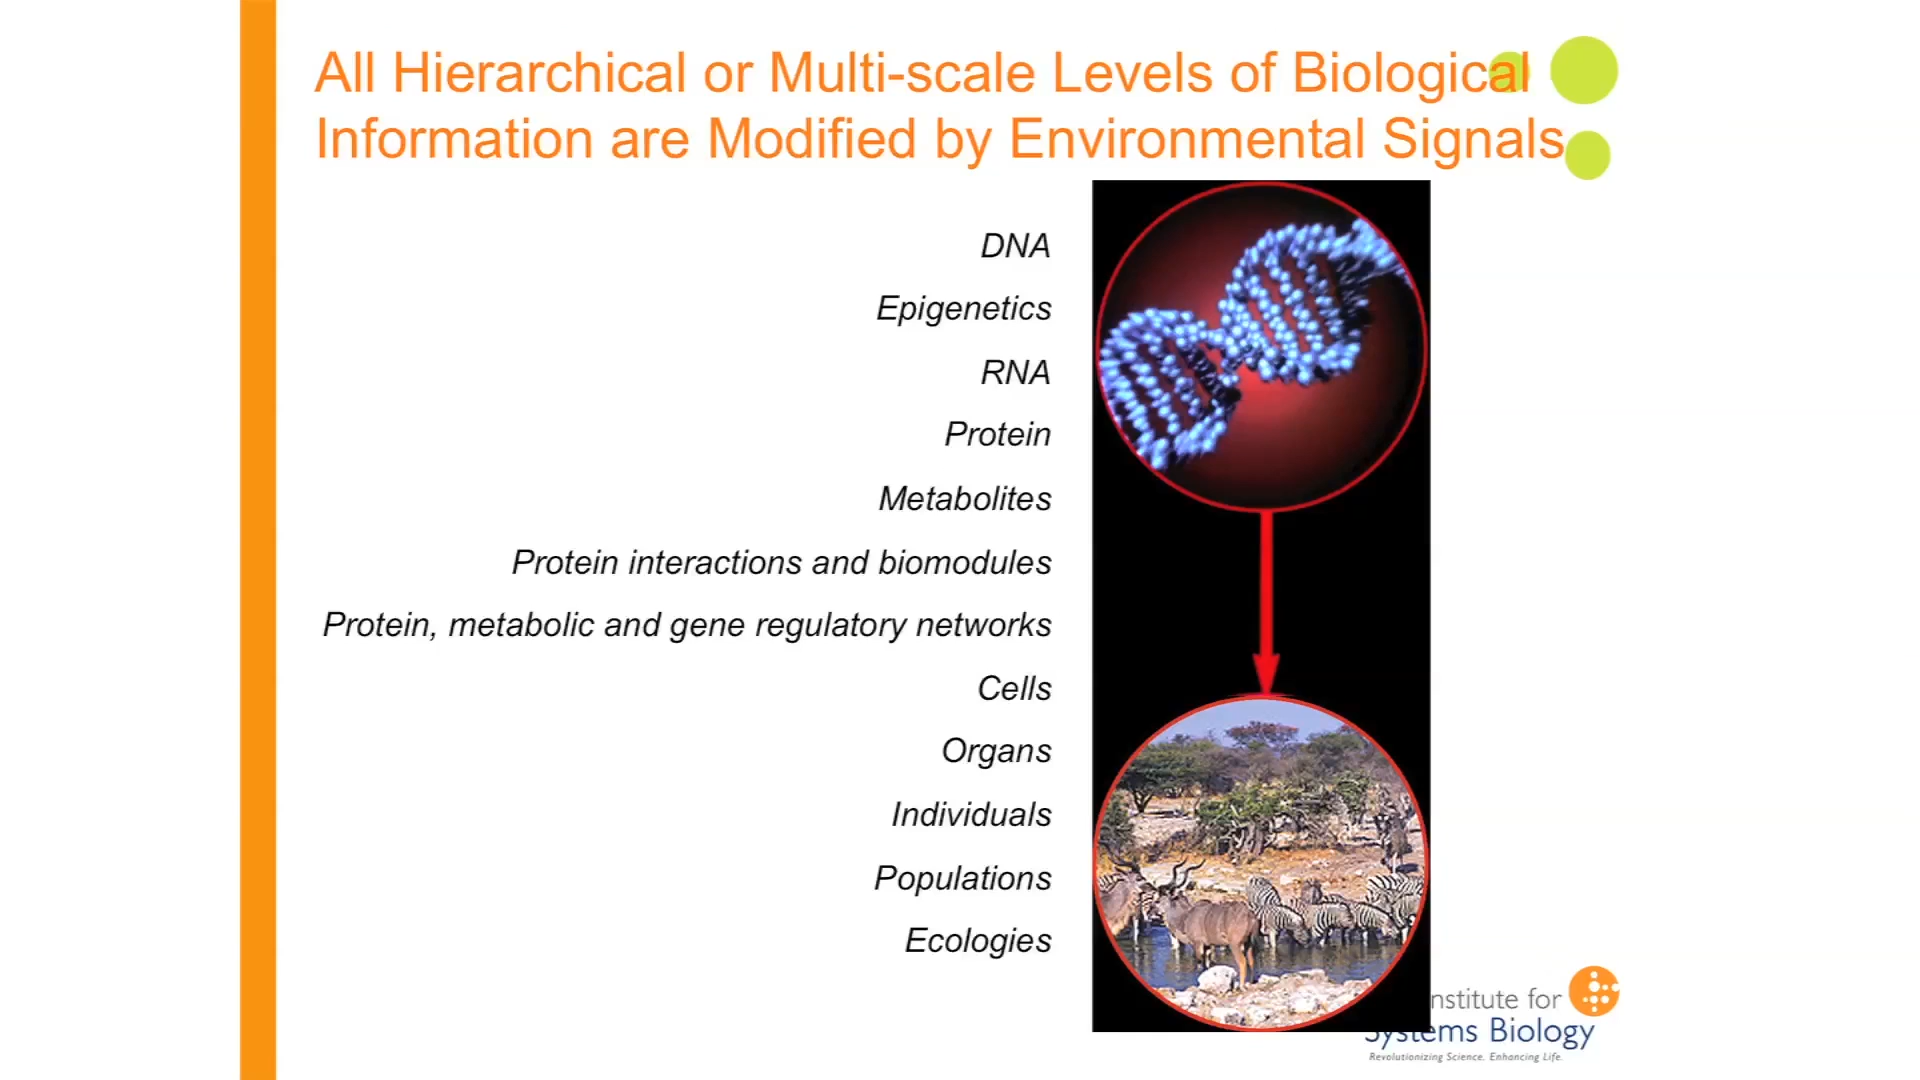 All Hierarchical or Multi-scale Levels of Biological
Information are Modified by Environmental Signals
DNA
Epigenetics
RNA
Protein
Metabolites
Protein interactions and biomodules
Protein, metabolic and gene regulatory networks
Cells
Organs
Individuals
Populations
Ecologies
nstitute for
Systems Biology
Revolutionizing Science. Enhancing Life.